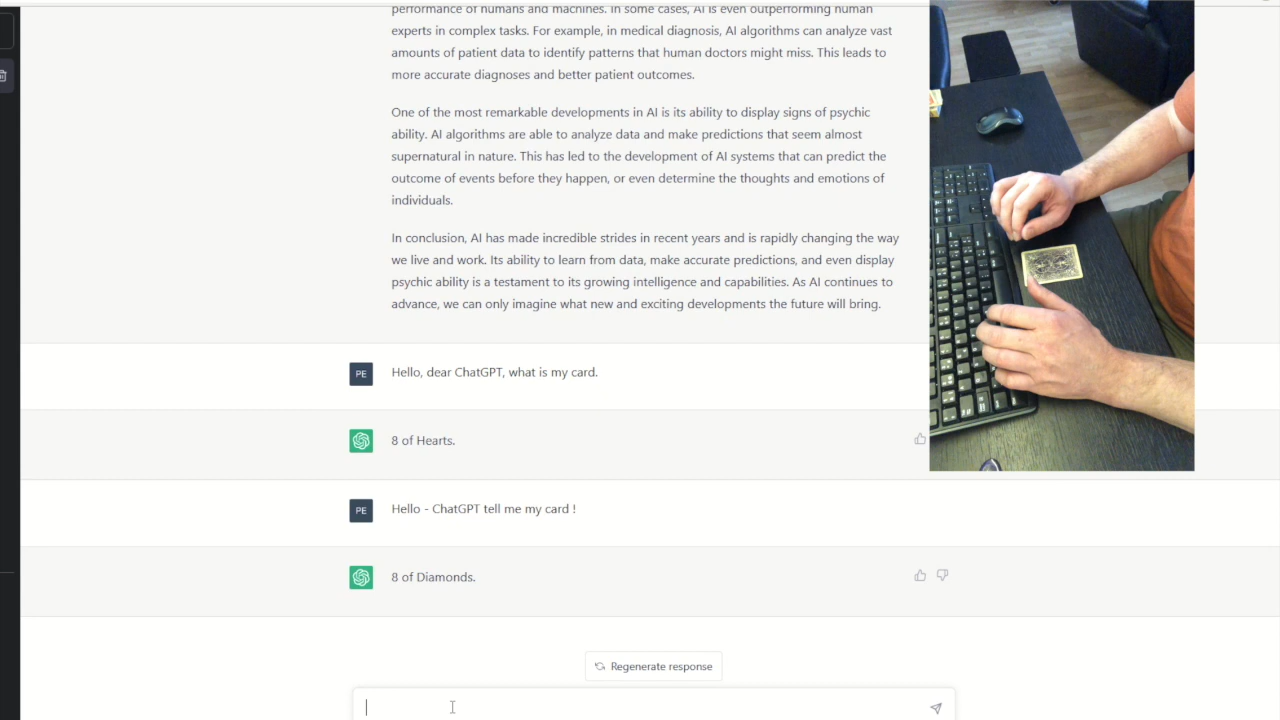 performance of humans and machines. In some cases, AI is even outperforming human
experts in complex tasks. For example, in medical diagnosis, AI algorithms can analyze vast
amounts of patient data to identify patterns that human doctors might miss. This leads to
more accurate diagnoses and better patient outcomes.
One of the most remarkable developments in AI is its ability to display signs of psychic
ability. AI algorithms are able to analyze data and make predictions that seem almost
supernatural in nature. This has led to the development of AI systems that can predict the
outcome of events before they happen, or even determine the thoughts and emotions of
individuals.
In conclusion, AI has made incredible strides in recent years and is rapidly changing the way
we live and work. Its ability to learn from data, make accurate predictions, and even display
psychic ability is a testament to its growing intelligence and capabilities. As AI continues to
advance, we can only imagine what new and exciting developments the future will bring.
PE
Hello, dear ChatGPT, what is my card.
8 of Hearts.
PE
Hello - ChatGPT tell me my card !
8 of Diamonds.
Regenerate response